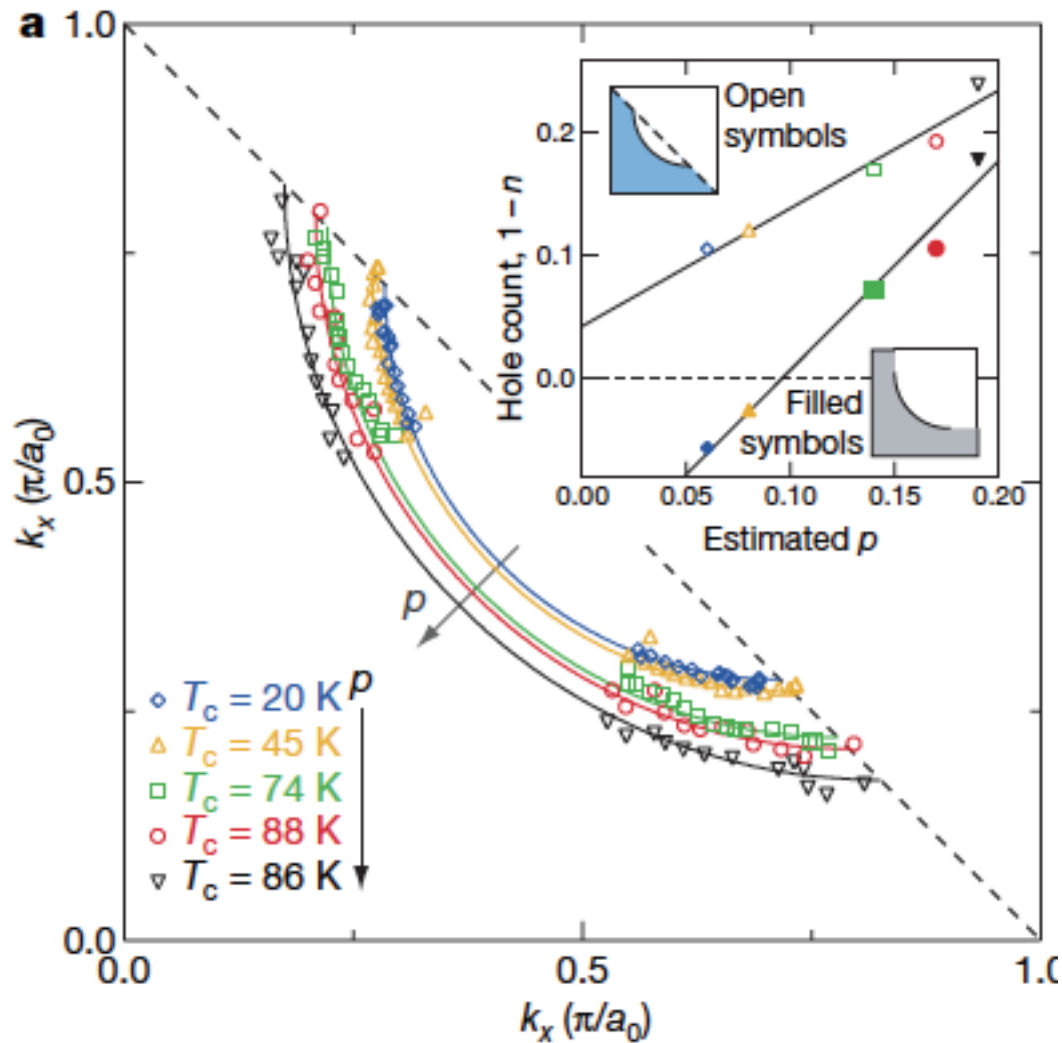 a
1.0
0.5
0.0
k_x (π/a_0)
0.0
0.5
1.0
k_x (π/a_0)
p
p
T_c = 20 K
T_c = 45 K
T_c = 74 K
T_c = 88 K
T_c = 86 K
Open
symbols
Filled
symbols
0.2
0.1
0.0
Hole count, 1 – n
0.00
0.05
0.10
0.15
0.20
Estimated p